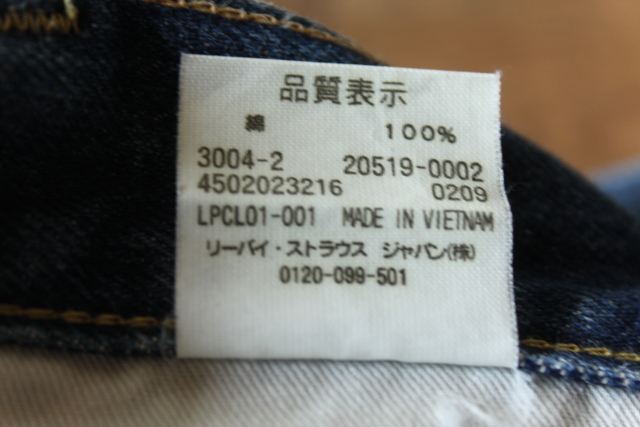 品質表示
綿 100%
3004-2 20519-0002
4502023216 0209
LPCL01-001 MADE IN VIETNAM
リーバイ・ストラウス ジャパン(株)
0120-099-501